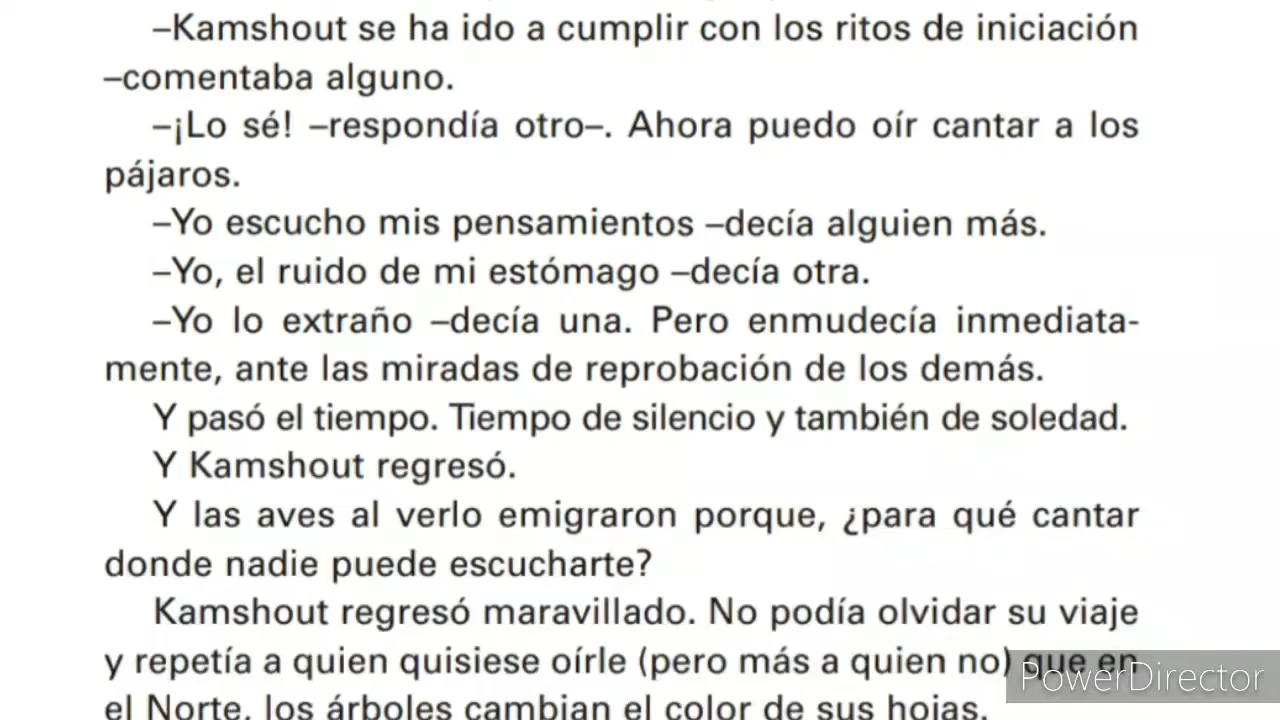 –Kamshout se ha ido a cumplir con los ritos de iniciación
–comentaba alguno.
–¡Lo sé! –respondía otro–. Ahora puedo oír cantar a los
pájaros.
–Yo escucho mis pensamientos –decía alguien más.
–Yo, el ruido de mi estómago –decía otra.
–Yo lo extraño –decía una. Pero enmudecía inmediata-
mente, ante las miradas de reprobación de los demás.
Y pasó el tiempo. Tiempo de silencio y también de soledad.
Y Kamshout regresó.
Y las aves al verlo emigraron porque, ¿para qué cantar
donde nadie puede escucharte?
Kamshout regresó maravillado. No podía olvidar su viaje
y repetía a quien quisiese oírle (pero más a quien no) que en
el Norte, los árboles cambian el color de sus hojas.
PowerDirector